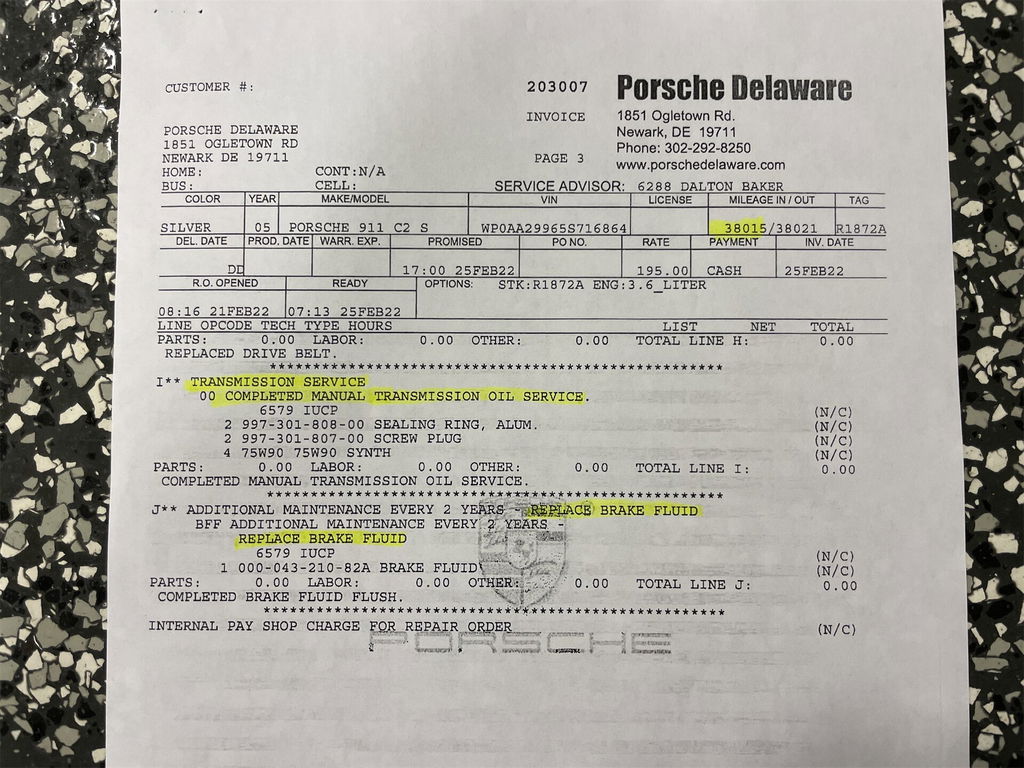 CUSTOMER #:
203007
Porsche Delaware
INVOICE
1851 Ogletown Rd.
Newark, DE 19711
Phone: 302-292-8250
www.porschedelaware.com
PORSCHE DELAWARE
1851 OGLETOWN RD
NEWARK DE 19711
PAGE 3
HOME: CONT:N/A
BUS: CELL:
SERVICE ADVISOR: 6288 DALTON BAKER
COLOR YEAR MAKE/MODEL VIN LICENSE MILEAGE IN / OUT TAG
SILVER 05 PORSCHE 911 C2 S WP0AA29965S716864 38015/38021 R1872A
DEL. DATE PROD. DATE WARR. EXP. PROMISED PO NO. RATE PAYMENT INV. DATE
DD 17:00 25FEB22 195.00 CASH 25FEB22
R.O. OPENED READY OPTIONS: STK:R1872A ENG:3.6_LITER
08:16 21FEB22 07:13 25FEB22
LINE OPCODE TECH TYPE HOURS LIST NET TOTAL
PARTS: 0.00 LABOR: 0.00 OTHER: 0.00 TOTAL LINE H: 0.00
REPLACED DRIVE BELT.
****************************************************
I** TRANSMISSION SERVICE
00 COMPLETED MANUAL TRANSMISSION OIL SERVICE.
6579 IUCP (N/C)
2 997-301-808-00 SEALING RING, ALUM. (N/C)
2 997-301-807-00 SCREW PLUG (N/C)
4 75W90 75W90 SYNTH (N/C)
PARTS: 0.00 LABOR: 0.00 OTHER: 0.00 TOTAL LINE I: 0.00
COMPLETED MANUAL TRANSMISSION OIL SERVICE.
****************************************************
J** ADDITIONAL MAINTENANCE EVERY 2 YEARS - REPLACE BRAKE FLUID
BFF ADDITIONAL MAINTENANCE EVERY 2 YEARS -
REPLACE BRAKE FLUID
6579 IUCP (N/C)
1 000-043-210-82A BRAKE FLUID (N/C)
PARTS: 0.00 LABOR: 0.00 OTHER: 0.00 TOTAL LINE J: 0.00
COMPLETED BRAKE FLUID FLUSH.
****************************************************
INTERNAL PAY SHOP CHARGE FOR REPAIR ORDER (N/C)
PORSCHE